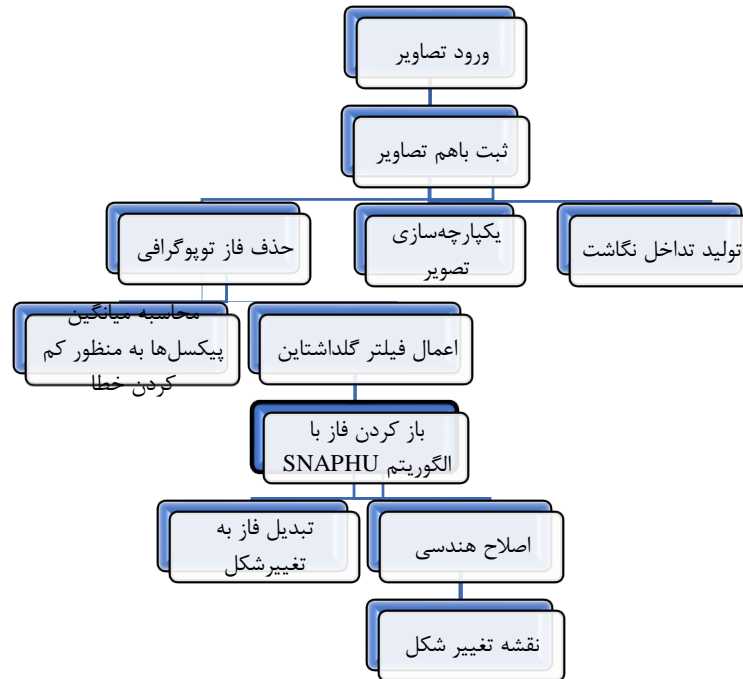 ورود تصاویر
ثبت باهم تصاویر
تولید تداخل نگاشت
یکپارچه‌سازی
تصویر
حذف فاز توپوگرافی
اعمال فیلتر گلداشتاین
محاسبه میانگین
پیکسل‌ها به منظور کم
کردن خطا
باز کردن فاز با
الگوریتم SNAPHU
اصلاح هندسی
تبدیل فاز به
تغییرشکل
نقشه تغییر شکل